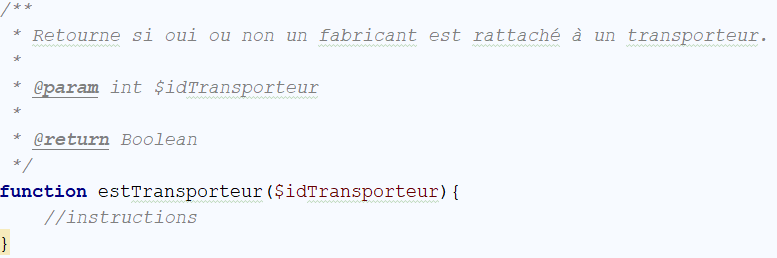 /**
 * Retourne si oui ou non un fabricant est rattaché à un transporteur.
 *
 * @param int $idTransporteur
 *
 * @return Boolean
 */
function estTransporteur($idTransporteur){
    //instructions
}